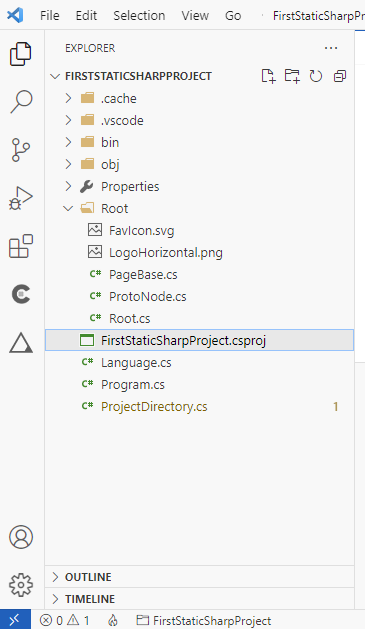 File Edit Selection View Go FirstStaticSharpPro
EXPLORER ···
FIRSTSTATICSHARPPROJECT
.cache
.vscode
bin
obj
Properties
Root
FavIcon.svg
LogoHorizontal.png
C# PageBase.cs
C# ProtoNode.cs
C# Root.cs
FirstStaticSharpProject.csproj
C# Language.cs
C# Program.cs
C# ProjectDirectory.cs 1
OUTLINE
TIMELINE
0 1 FirstStaticSharpProject